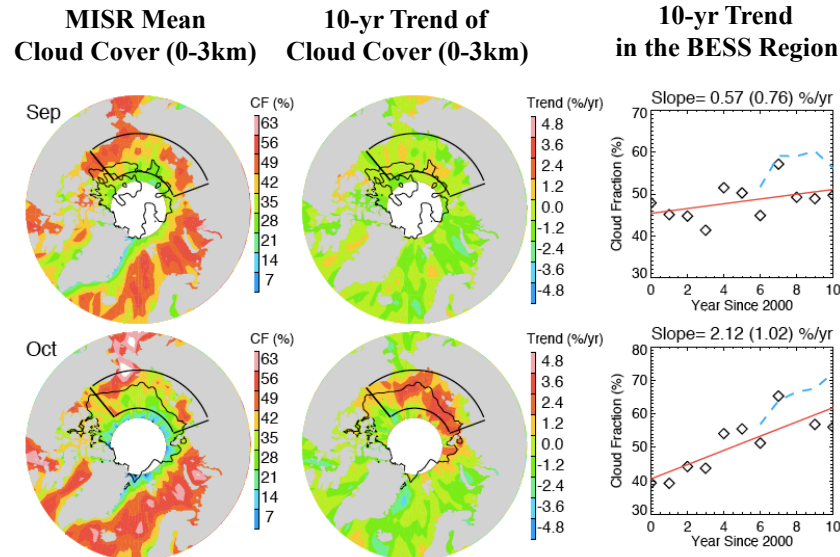 MISR Mean
Cloud Cover (0-3km)
10-yr Trend of
Cloud Cover (0-3km)
10-yr Trend
in the BESS Region
Sep
CF (%)
63
56
49
42
35
28
21
14
7
Trend (%/yr)
4.8
3.6
2.4
1.2
0.0
-1.2
-2.4
-3.6
-4.8
Slope= 0.57 (0.76) %/yr
Cloud Fraction (%)
70
60
50
40
30
0 2 4 6 8 10
Year Since 2000
Oct
CF (%)
63
56
49
42
35
28
21
14
7
Trend (%/yr)
4.8
3.6
2.4
1.2
0.0
-1.2
-2.4
-3.6
-4.8
Slope= 2.12 (1.02) %/yr
Cloud Fraction (%)
80
70
60
50
40
30
0 2 4 6 8 10
Year Since 2000